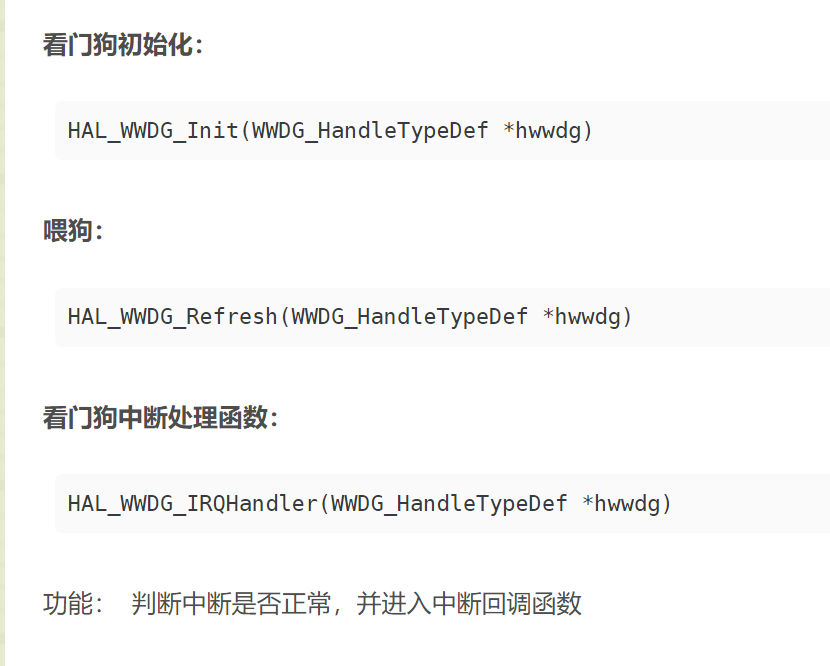 看门狗初始化：
HAL_WWDG_Init(WWDG_HandleTypeDef *hwwdg)
喂狗：
HAL_WWDG_Refresh(WWDG_HandleTypeDef *hwwdg)
看门狗中断处理函数：
HAL_WWDG_IRQHandler(WWDG_HandleTypeDef *hwwdg)
功能： 判断中断是否正常，并进入中断回调函数